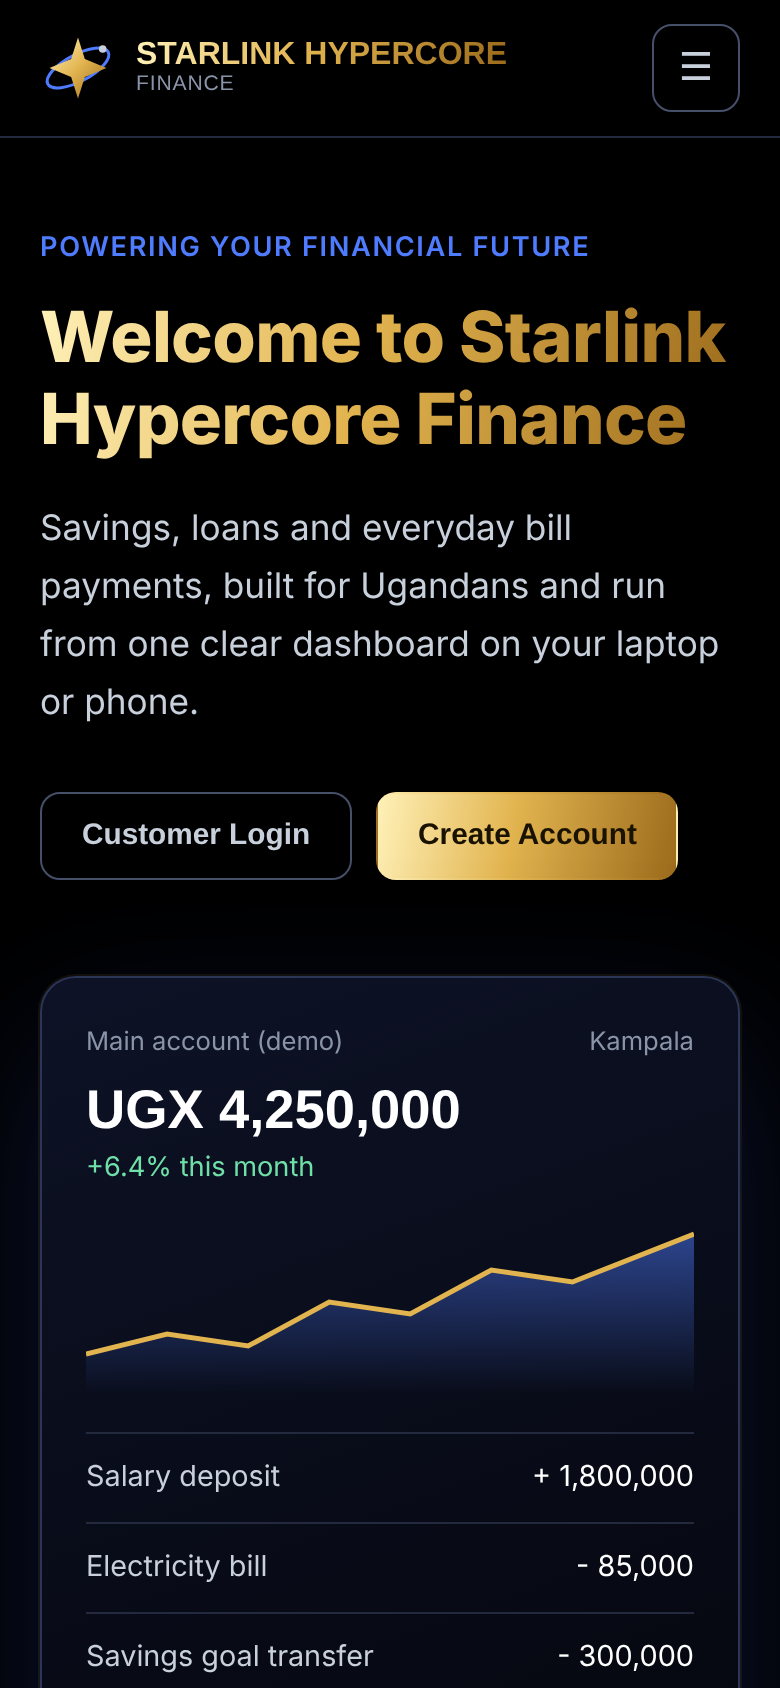 STARLINK HYPERCORE
FINANCE
☰
POWERING YOUR FINANCIAL FUTURE
Welcome to Starlink
Hypercore Finance
Savings, loans and everyday bill
payments, built for Ugandans and run
from one clear dashboard on your laptop
or phone.
Customer Login
Create Account
Main account (demo)
Kampala
UGX 4,250,000
+6.4% this month
Salary deposit
+ 1,800,000
Electricity bill
- 85,000
Savings goal transfer
- 300,000